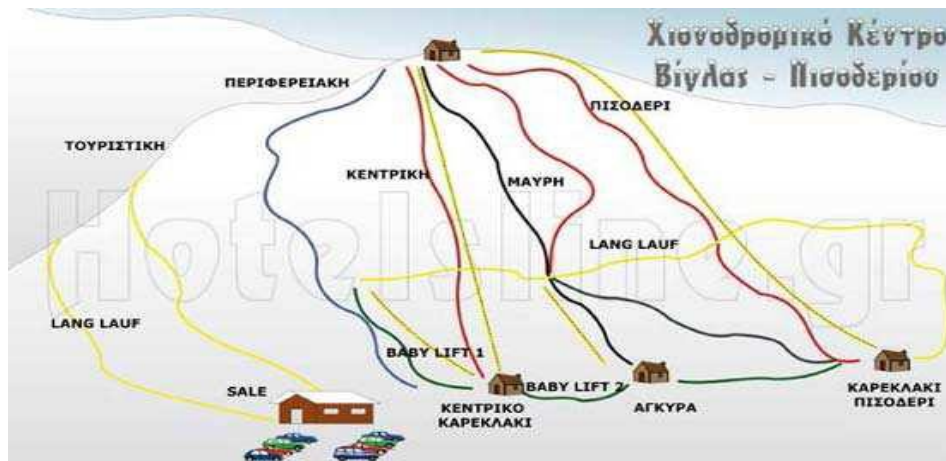 Χιονοδρομικό Κέντρο
Βίγλας - Πισοδερίου
ΠΕΡΙΦΕΡΕΙΑΚΗ
ΠΙΣΟΔΕΡΙ
ΤΟΥΡΙΣΤΙΚΗ
ΚΕΝΤΡΙΚΗ
ΜΑΥΡΗ
Hotelsline.gr
LANG LAUF
LANG LAUF
BABY LIFT 1
SALE
BABY LIFT 2
ΚΕΝΤΡΙΚΟ
ΚΑΡΕΚΛΑΚΙ
ΑΓΚΥΡΑ
ΚΑΡΕΚΛΑΚΙ
ΠΙΣΟΔΕΡΙ